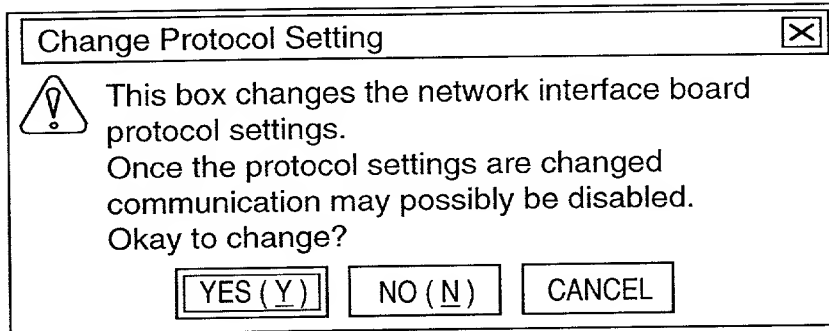 Change Protocol Setting
This box changes the network interface board
protocol settings.
Once the protocol settings are changed
communication may possibly be disabled.
Okay to change?
YES ( Y ) NO ( N ) CANCEL